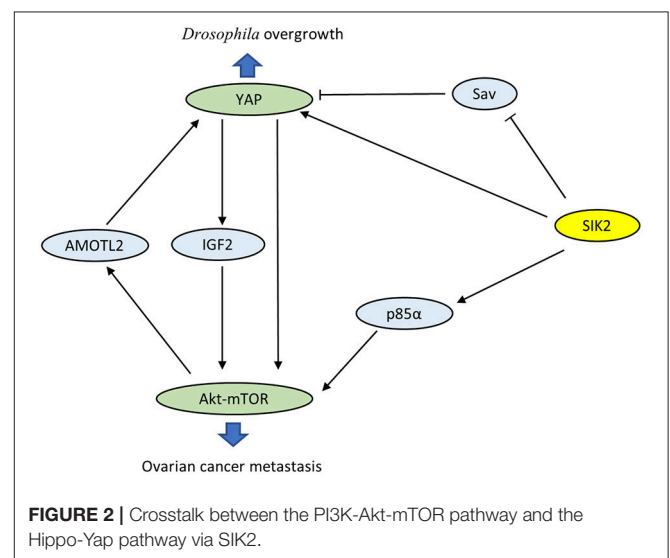 Drosophila overgrowth
YAP
Sav
SIK2
AMOTL2
IGF2
p85α
Akt-mTOR
Ovarian cancer metastasis
FIGURE 2 | Crosstalk between the PI3K-Akt-mTOR pathway and the
Hippo-Yap pathway via SIK2.